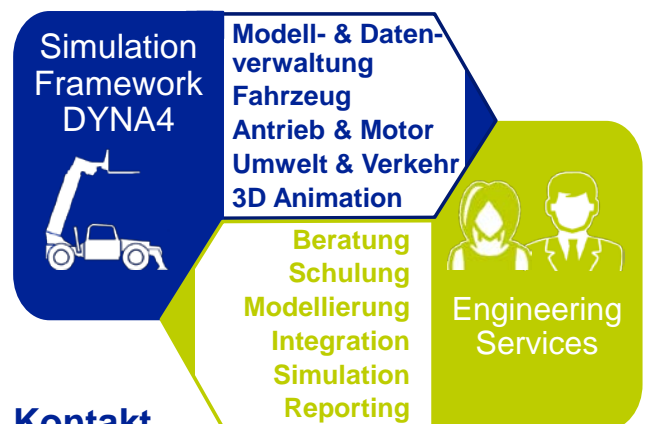 Simulation
Framework
DYNA4
Modell- & Daten-
verwaltung
Fahrzeug
Antrieb & Motor
Umwelt & Verkehr
3D Animation
Beratung
Schulung
Modellierung
Integration
Simulation
Reporting
Engineering
Services
Kontakt